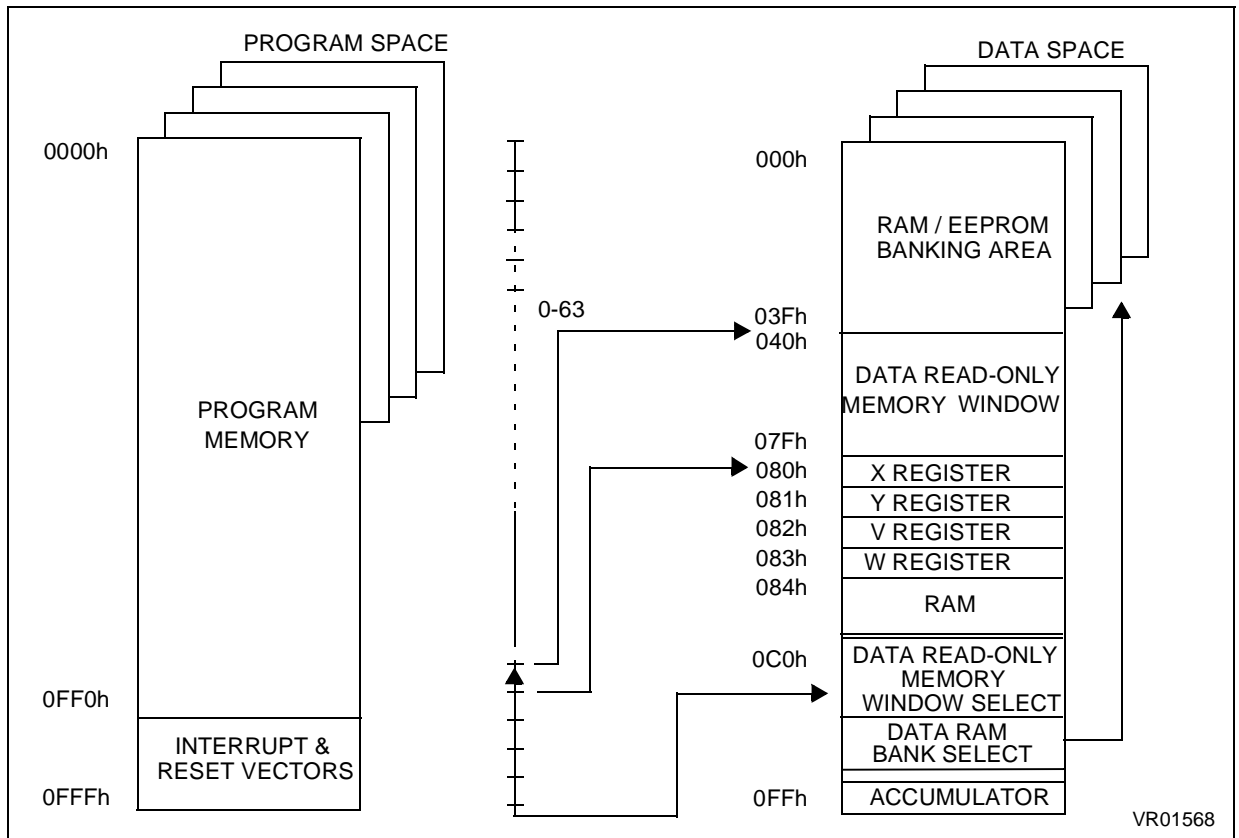 PROGRAM SPACE
0000h
PROGRAM
MEMORY
0FF0h
INTERRUPT &
RESET VECTORS
0FFFh
0-63
DATA SPACE
000h
RAM / EEPROM
BANKING AREA
03Fh
040h
DATA READ-ONLY
MEMORY WINDOW
07Fh
080h
X REGISTER
081h
Y REGISTER
082h
V REGISTER
083h
W REGISTER
084h
RAM
0C0h
DATA READ-ONLY
MEMORY
WINDOW SELECT
DATA RAM
BANK SELECT
0FFh
ACCUMULATOR
VR01568